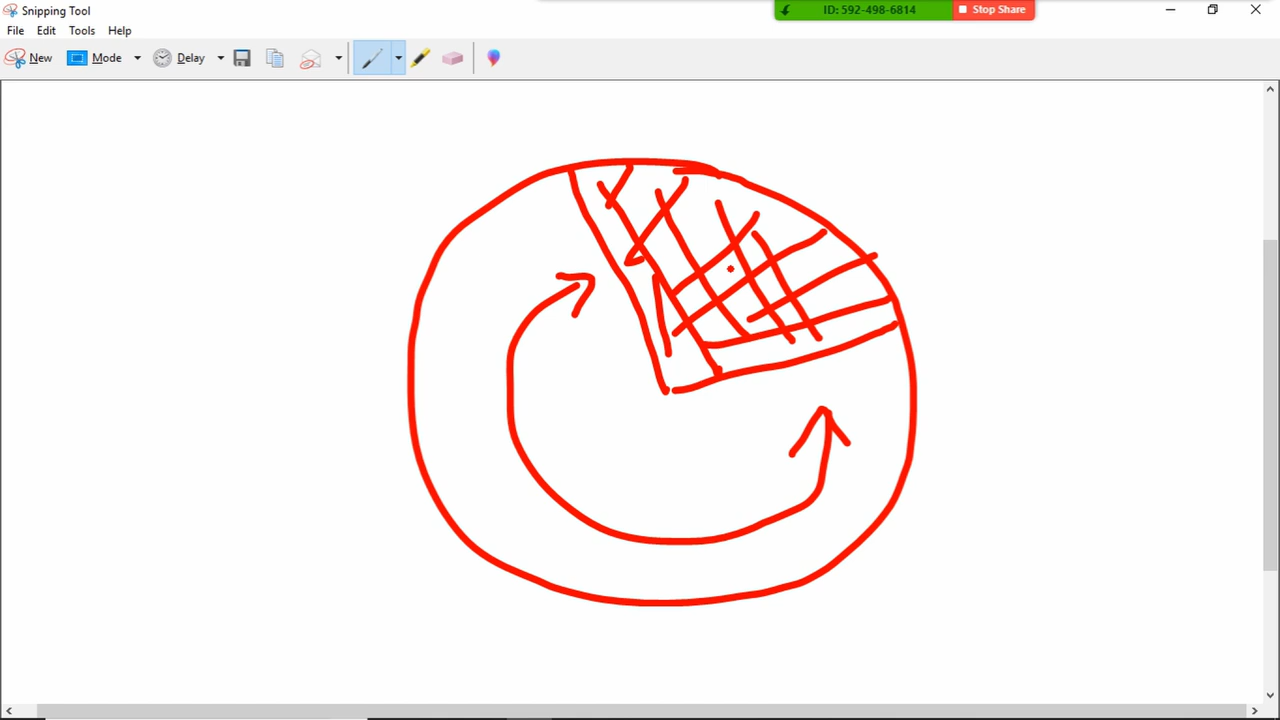 Snipping Tool
ID: 592-498-6814
Stop Share
File Edit Tools Help
New Mode Delay